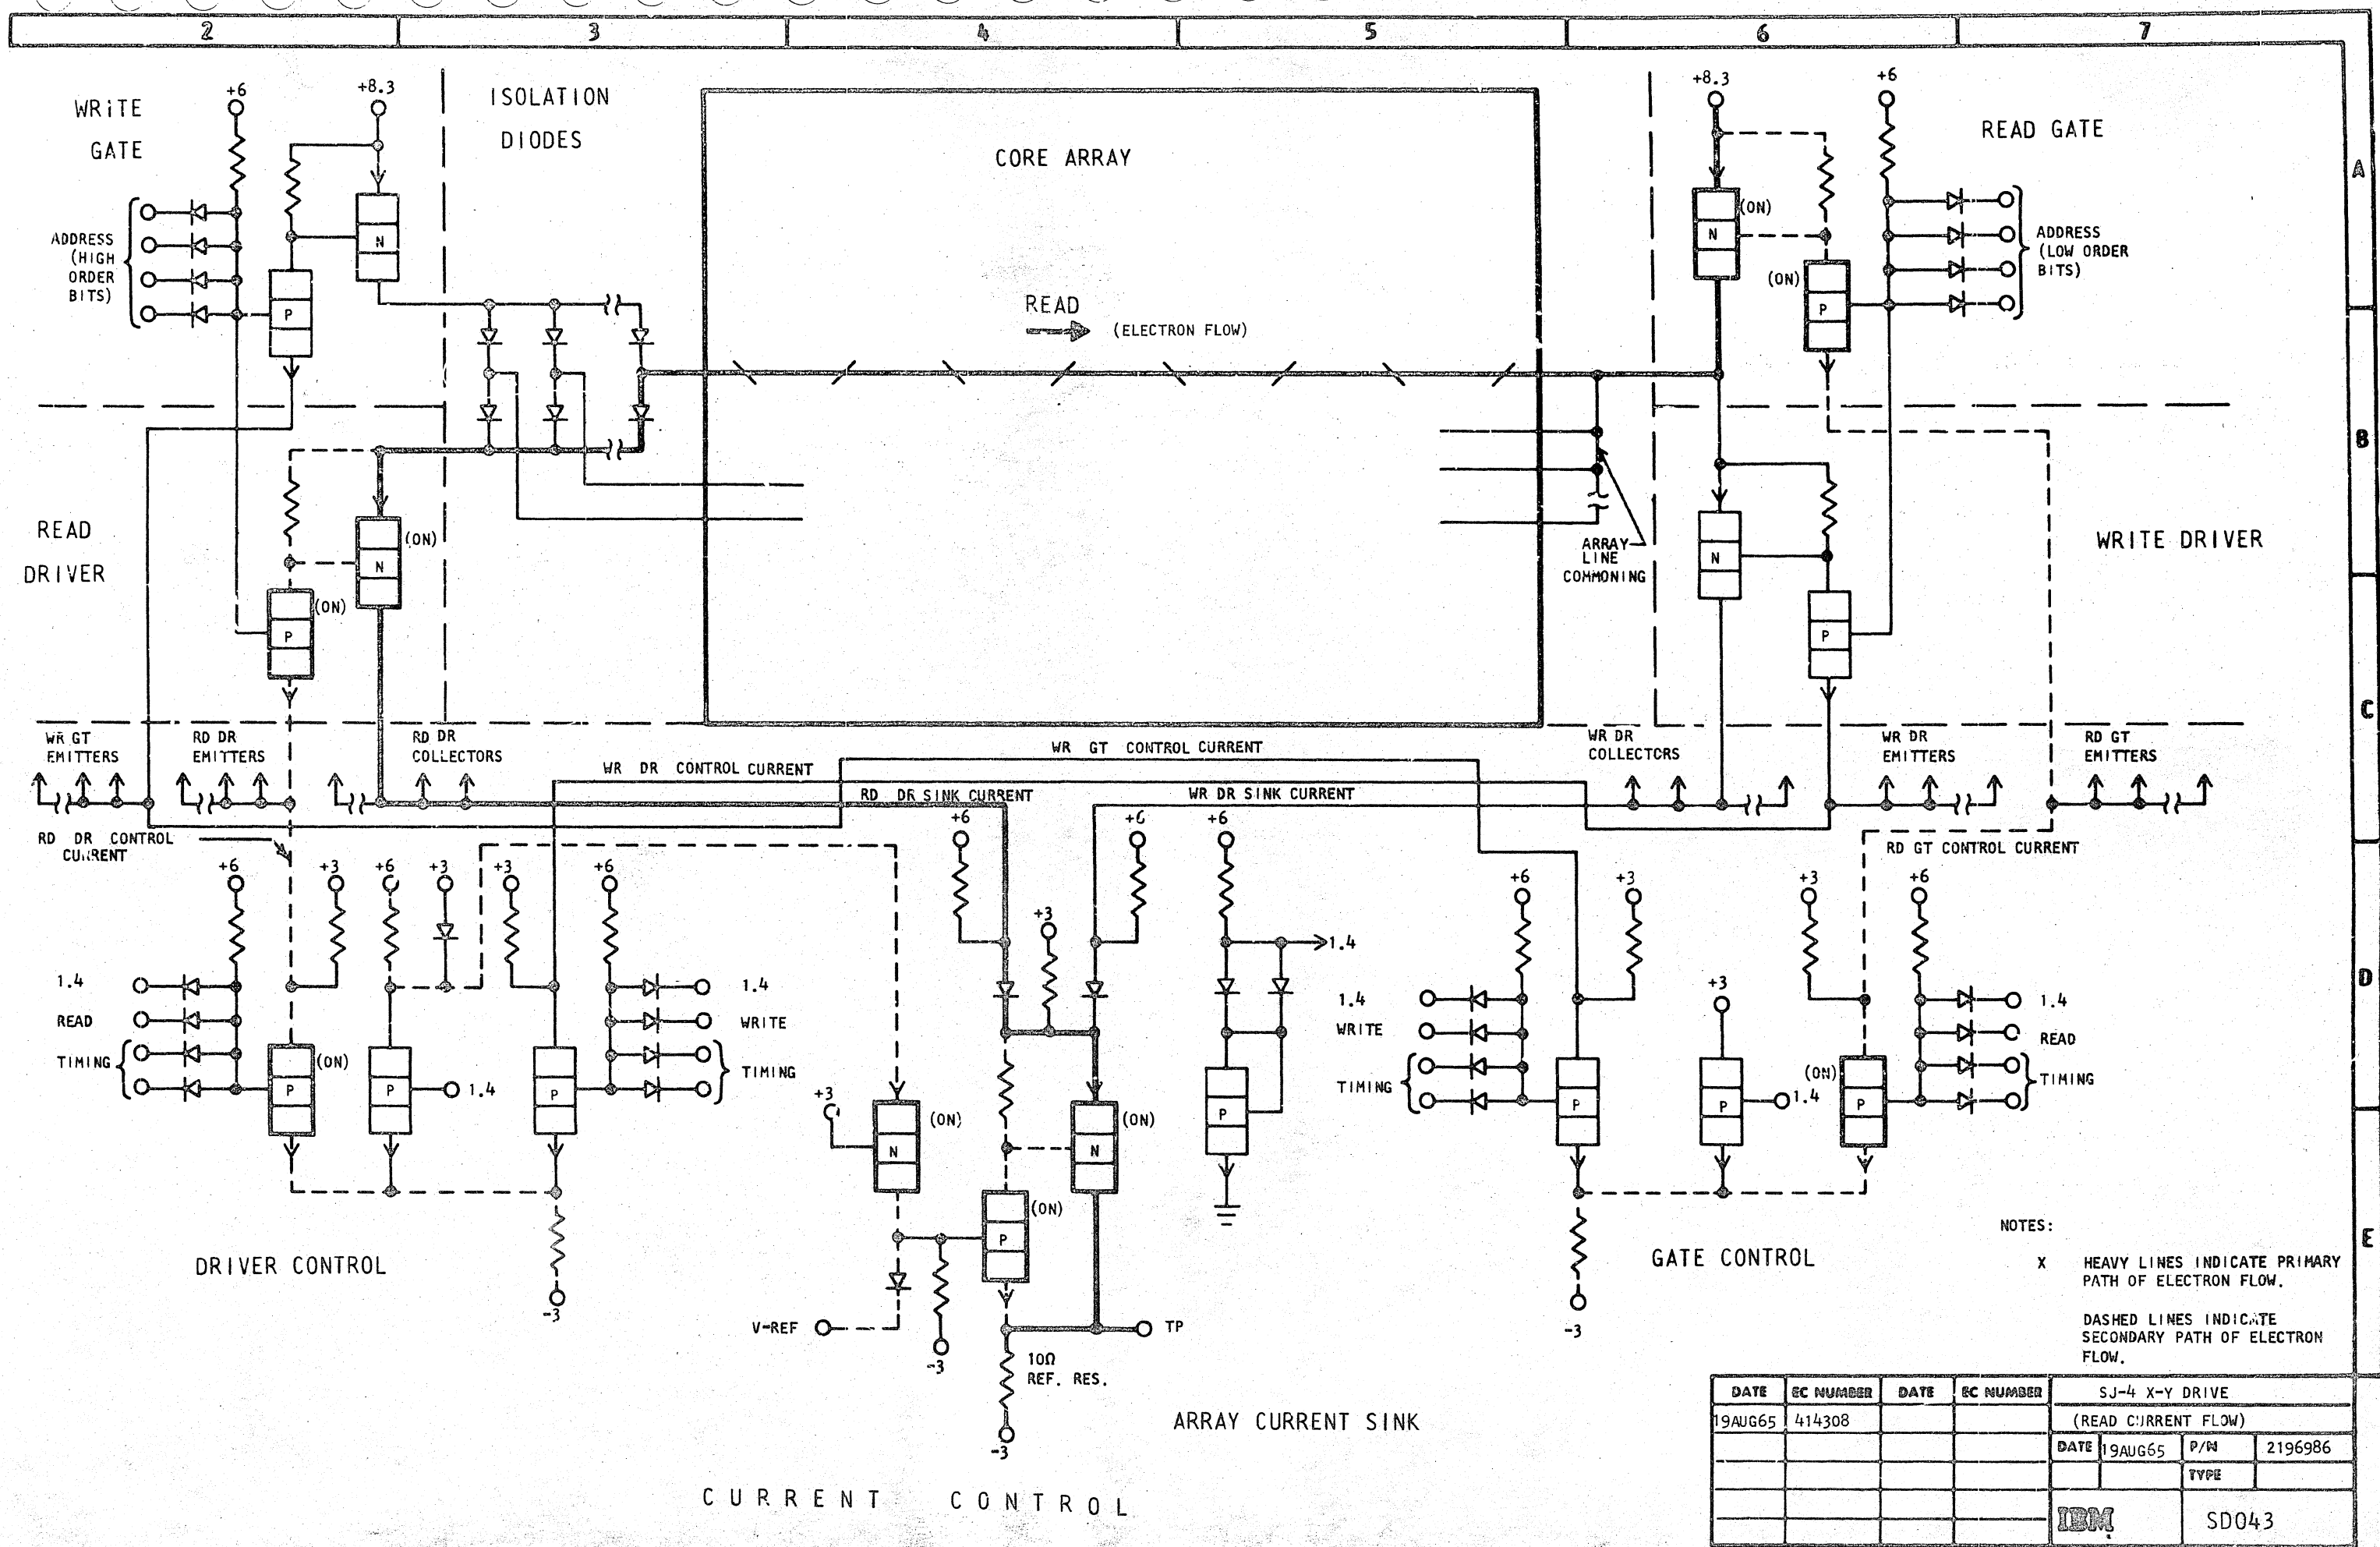 2 3 4 5 6 7
A
B
C
D
E
WRITE
GATE
+6
+8.3
ISOLATION
DIODES
CORE ARRAY
+8.3
+6
READ GATE
ADDRESS
(HIGH
ORDER
BITS)
N
P
READ
(ELECTRON FLOW)
(ON)
N
(ON)
P
ADDRESS
(LOW ORDER
BITS)
READ
DRIVER
(ON)
N
(ON)
P
ARRAY
LINE
COMMONING
N
P
WRITE DRIVER
WR GT
EMITTERS
RD DR
EMITTERS
RD DR
COLLECTORS
WR GT CONTROL CURRENT
WR DR CONTROL CURRENT
RD DR SINK CURRENT
WR DR SINK CURRENT
WR DR
COLLECTORS
WR DR
EMITTERS
RD GT
EMITTERS
RD DR CONTROL
CURRENT
RD GT CONTROL CURRENT
+6
+3
+6
+3
+3
+6
1.4
READ
TIMING
(ON)
P
P
1.4
P
1.4
WRITE
TIMING
DRIVER CONTROL
-3
+6
+3
+6
+6
1.4
+3
N
(ON)
(ON)
N
(ON)
P
P
V-REF
-3
TP
10Ω
REF. RES.
-3
ARRAY CURRENT SINK
+6
+3
+3
+3
+6
1.4
WRITE
TIMING
P
P
1.4
(ON)
P
1.4
READ
TIMING
GATE CONTROL
-3
CURRENT CONTROL
NOTES:
X HEAVY LINES INDICATE PRIMARY
PATH OF ELECTRON FLOW.
DASHED LINES INDICATE
SECONDARY PATH OF ELECTRON
FLOW.
DATE EC NUMBER DATE EC NUMBER
19AUG65 414308
SJ-4 X-Y DRIVE
(READ CURRENT FLOW)
DATE 19AUG65 P/N 2196986
TYPE
IBM SD043